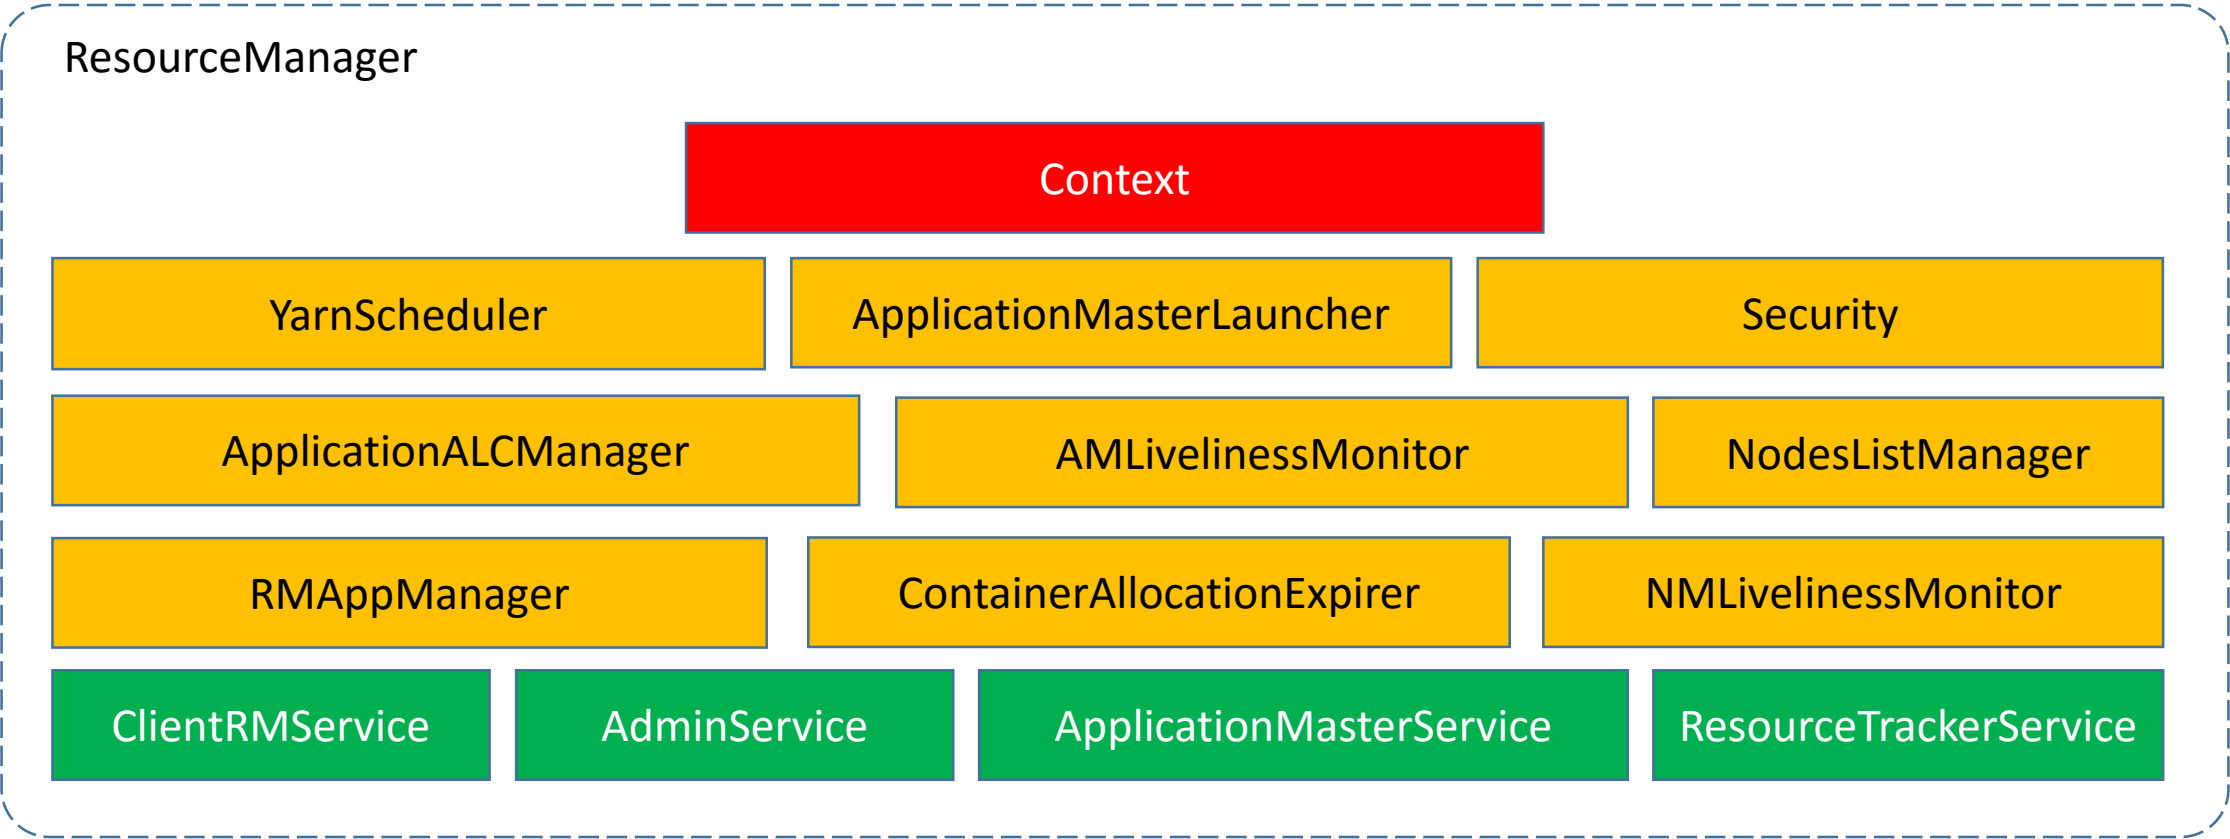 ResourceManager
Context
YarnScheduler
ApplicationMasterLauncher
Security
ApplicationALCManager
AMLivelinessMonitor
NodesListManager
RMAppManager
ContainerAllocationExpirer
NMLivelinessMonitor
ClientRMService
AdminService
ApplicationMasterService
ResourceTrackerService